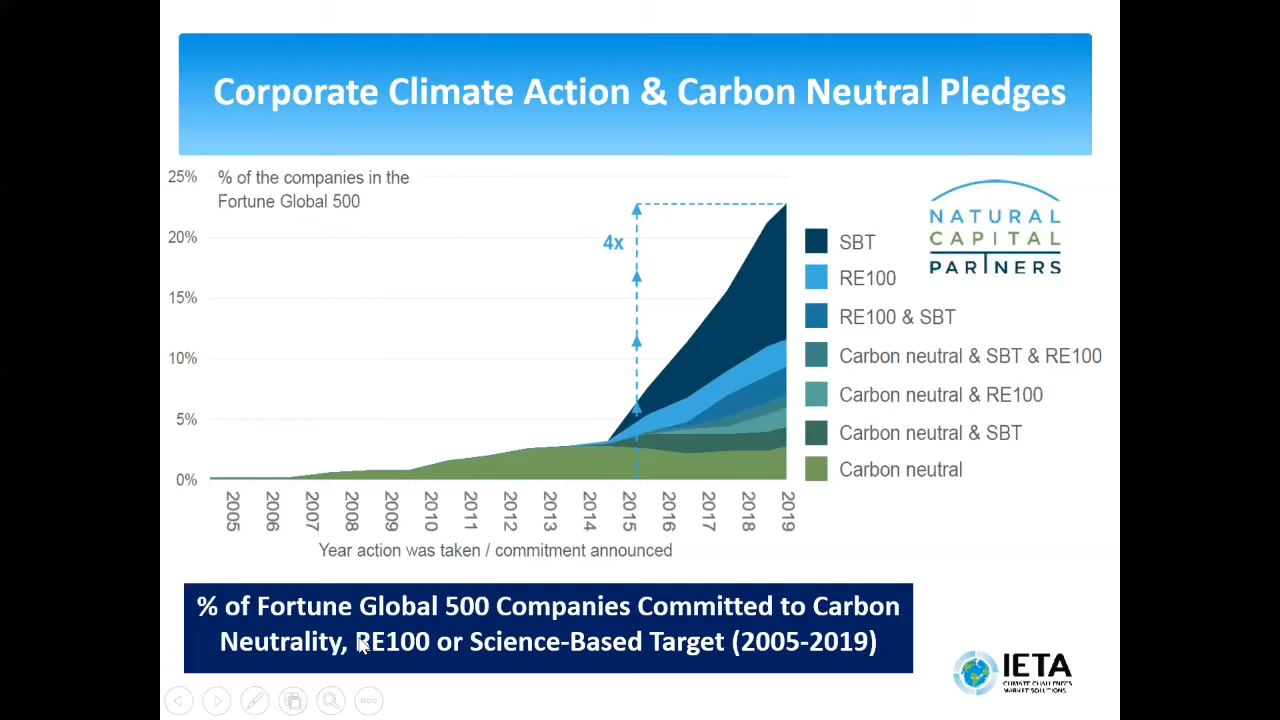 Corporate Climate Action & Carbon Neutral Pledges
25%
% of the companies in the
Fortune Global 500
20%
15%
10%
5%
0%
4x
2005
2006
2007
2008
2009
2010
2011
2012
2013
2014
2015
2016
2017
2018
2019
Year action was taken / commitment announced
SBT
RE100
RE100 & SBT
Carbon neutral & SBT & RE100
Carbon neutral & RE100
Carbon neutral & SBT
Carbon neutral
NATURAL
CAPITAL
PARTNERS
% of Fortune Global 500 Companies Committed to Carbon
Neutrality, RE100 or Science-Based Target (2005-2019)
IETA
CLIMATE CHALLENGES
MARKET SOLUTIONS